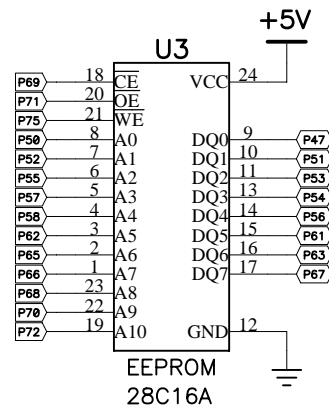 +5V
U3
P69 18 CE VCC 24
P71 20 OE
P75 21 WE
P50 8 A0 DQ0 9 P47
P52 7 A1 DQ1 10 P51
P55 6 A2 DQ2 11 P53
P57 5 A3 DQ3 13 P54
P58 4 A4 DQ4 14 P56
P62 3 A5 DQ5 15 P61
P65 2 A6 DQ6 16 P63
P66 1 A7 DQ7 17 P67
P68 23 A8
P70 22 A9
P72 19 A10 GND 12
EEPROM
28C16A